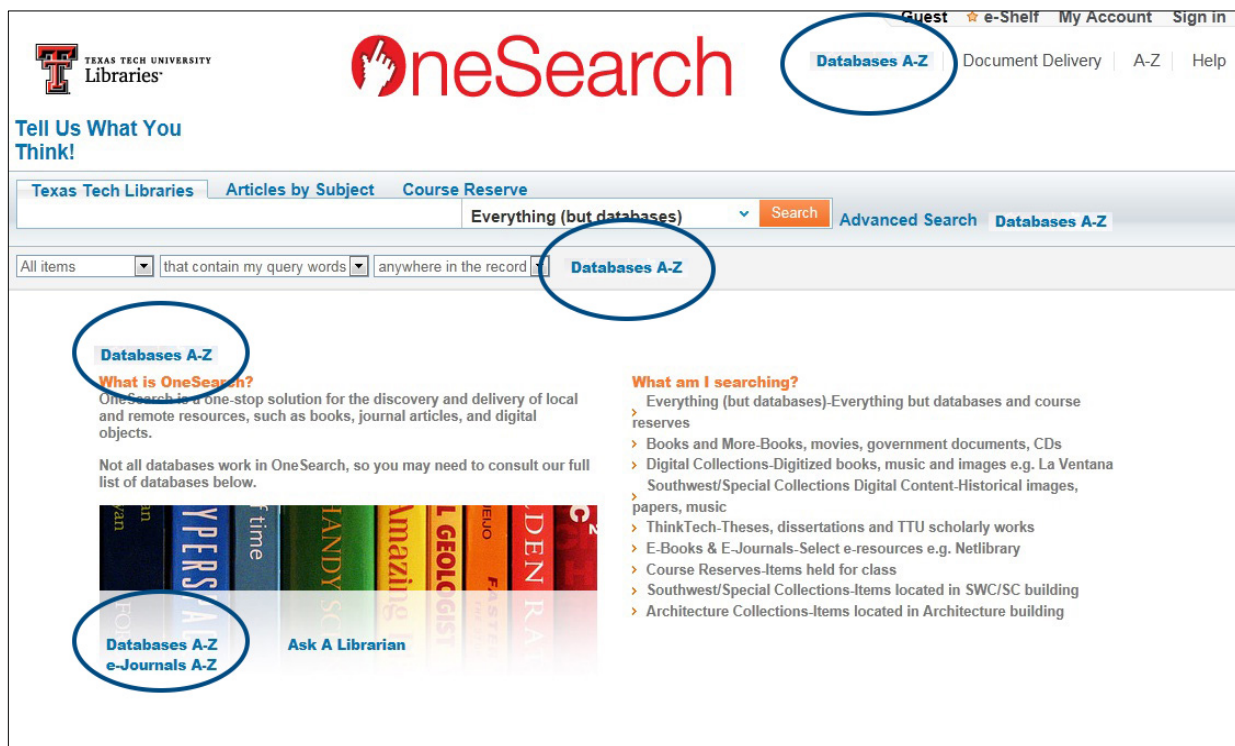 Guest e-Shelf My Account Sign in
TEXAS TECH UNIVERSITY
Libraries
OneSearch
Databases A-Z Document Delivery A-Z Help
Tell Us What You
Think!
Texas Tech Libraries Articles by Subject Course Reserve
Everything (but databases) Search Advanced Search Databases A-Z
All items that contain my query words anywhere in the record Databases A-Z
Databases A-Z
What is OneSearch?
OneSearch is a one-stop solution for the discovery and delivery of local
and remote resources, such as books, journal articles, and digital
objects.
Not all databases work in OneSearch, so you may need to consult our full
list of databases below.
What am I searching?
Everything (but databases)-Everything but databases and course
reserves
Books and More-Books, movies, government documents, CDs
Digital Collections-Digitized books, music and images e.g. La Ventana
Southwest/Special Collections Digital Content-Historical images,
papers, music
ThinkTech-Theses, dissertations and TTU scholarly works
E-Books & E-Journals-Select e-resources e.g. Netlibrary
Course Reserves-Items held for class
Southwest/Special Collections-Items located in SWC/SC building
Architecture Collections-Items located in Architecture building
of time
HANDY
Amazing
GEOLOGIST
Databases A-Z Ask A Librarian
e-Journals A-Z